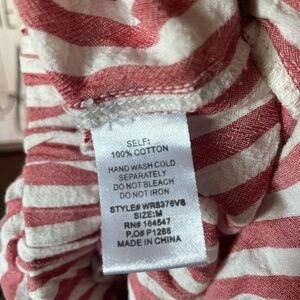 SELF:
100% COTTON
HAND WASH COLD
SEPARATELY
DO NOT BLEACH
DO NOT IRON
STYLE# WR8376VS
SIZE:M
RN# 164547
P.O# P1288
MADE IN CHINA